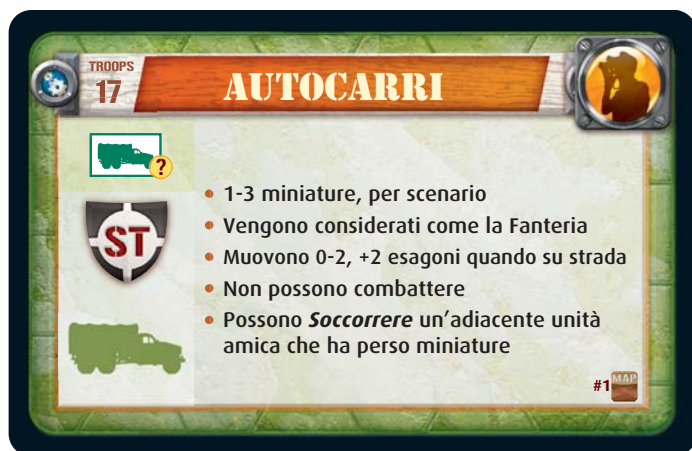 TROOPS
17
AUTOCARRI
?
ST
• 1-3 miniature, per scenario
• Vengono considerati come la Fanteria
• Muovono 0-2, +2 esagoni quando su strada
• Non possono combattere
• Possono Soccorrere un'adiacente unità
amica che ha perso miniature
#1 MAP